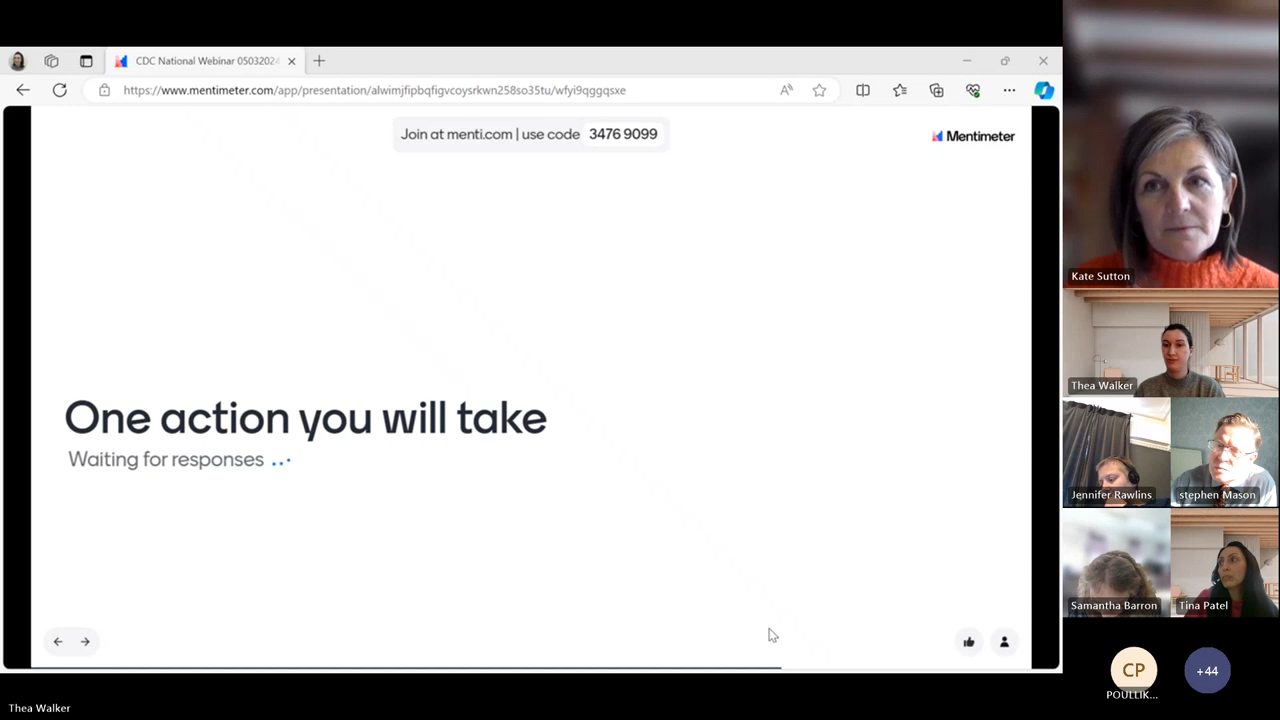 CDC National Webinar 05032024
https://www.mentimeter.com/app/presentation/alwimjfipbqfigvcoysrkwn258so35tu/wfyi9qggqsxe
Join at menti.com | use code 3476 9099
Mentimeter
One action you will take
Waiting for responses
Kate Sutton
Thea Walker
Jennifer Rawlins
stephen Mason
Samantha Barron
Tina Patel
CP
+44
POULLIK...
Thea Walker